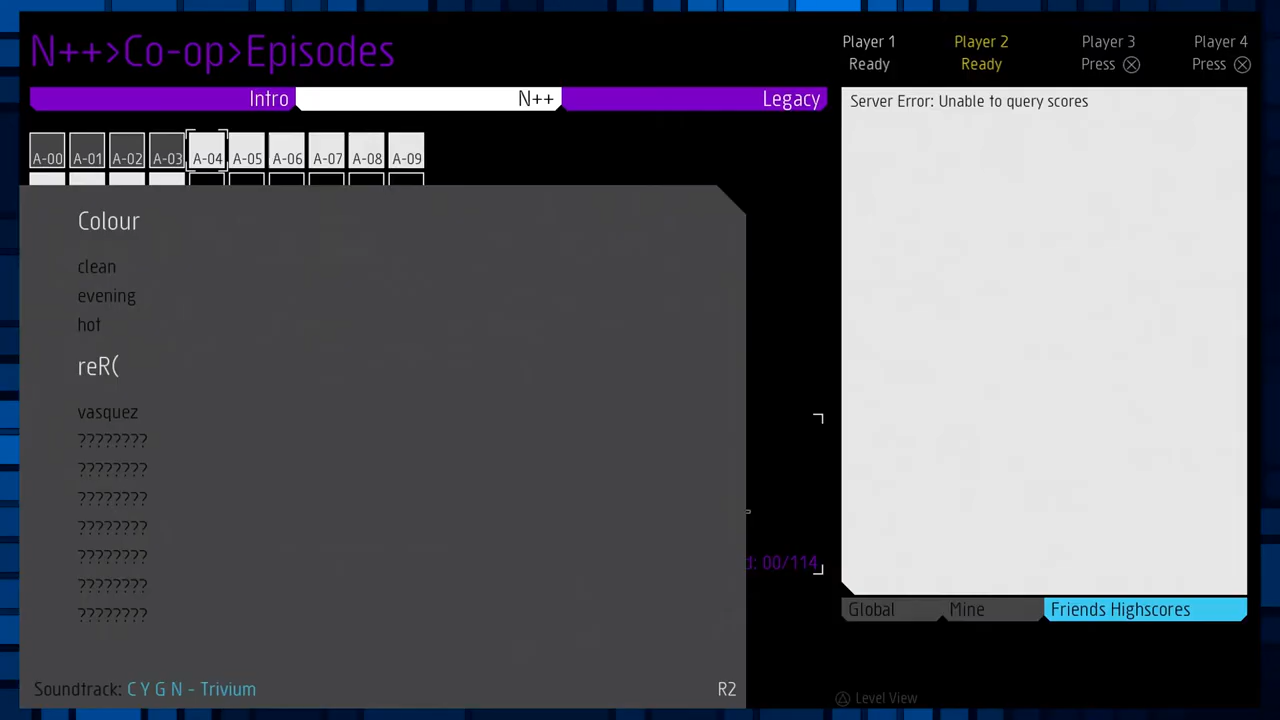 N++>Co-op>Episodes
Player 1
Ready
Player 2
Ready
Player 3
Press
Player 4
Press
Intro
N++
Legacy
Server Error: Unable to query scores
A-00 A-01 A-02 A-03 A-04 A-05 A-06 A-07 A-08 A-09
Colour
clean
evening
hot
reR(
vasquez
????????
????????
????????
????????
????????
????????
????????
d: 00/114
Global
Mine
Friends Highscores
Soundtrack: C Y G N - Trivium
R2
Level View